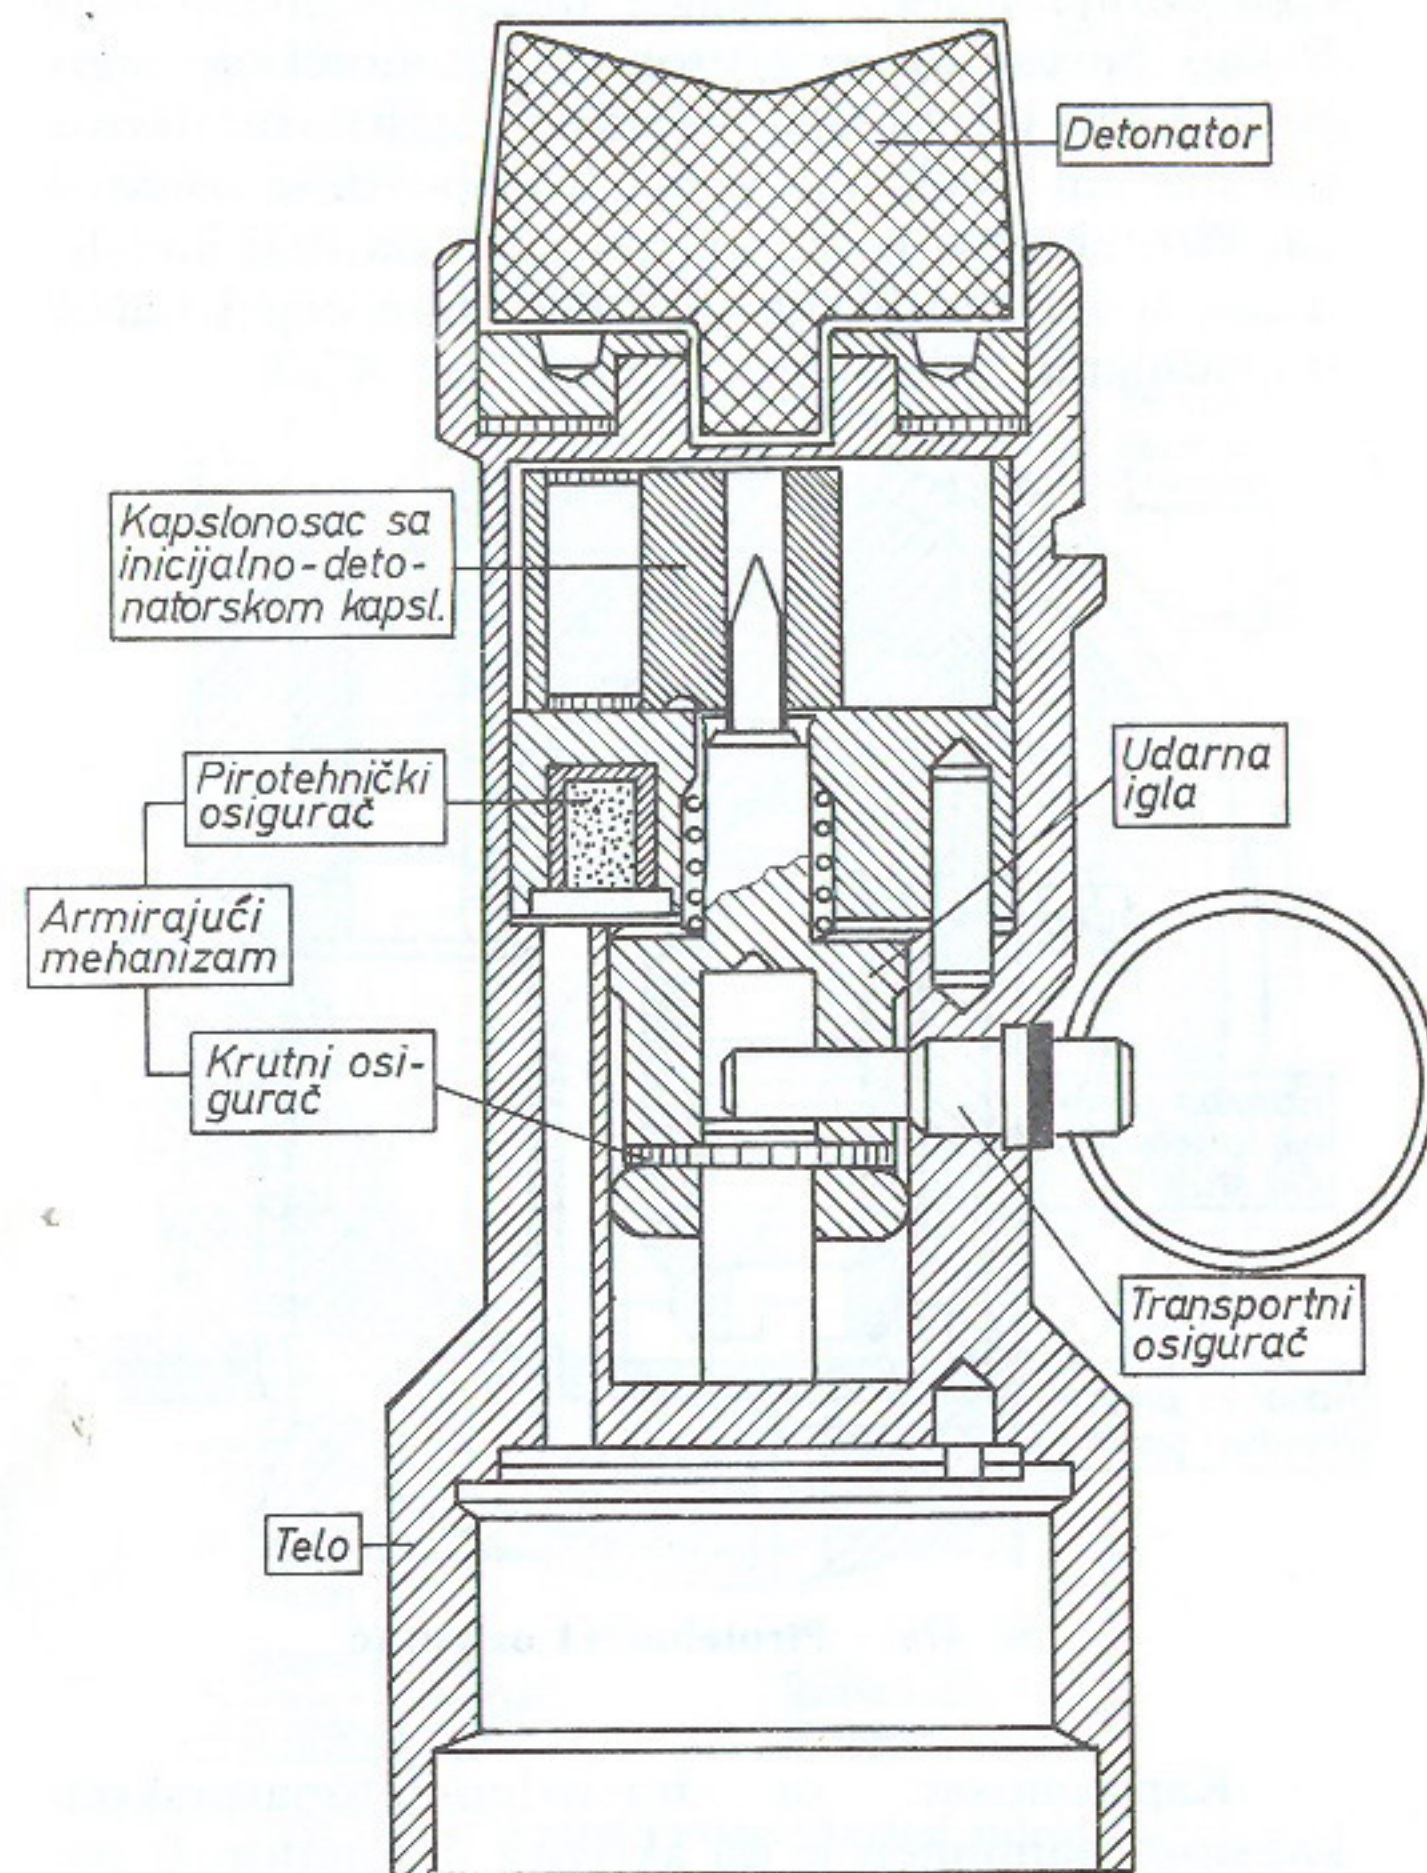 Detonator
Kapslonosac sa
inicijalno-deto-
natorskom kapsl.
Udarna
igla
Pirotehnički
osigurač
Armirajući
mehanizam
Krutni osi-
gurač
Transportni
osigurač
Telo